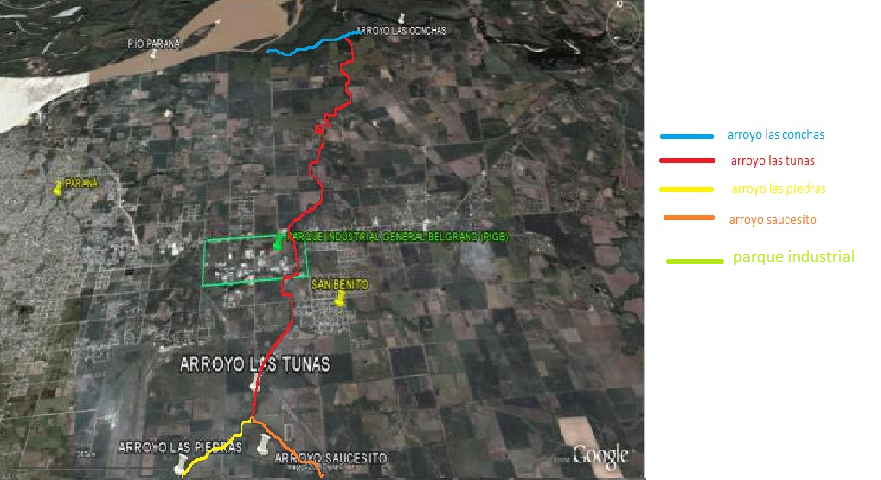 ARROYO LAS CONCHAS
RIO PARANA
PARANA
PARQUE INDUSTRIAL GENERAL BELGRANO (PIGB)
SAN BENITO
ARROYO LAS TUNAS
ARROYO LAS PIEDRAS
ARROYO SAUCESITO
Google
arroyo las conchas
arroyo las tunas
arroyo las piedras
arroyo saucesito
parque industrial